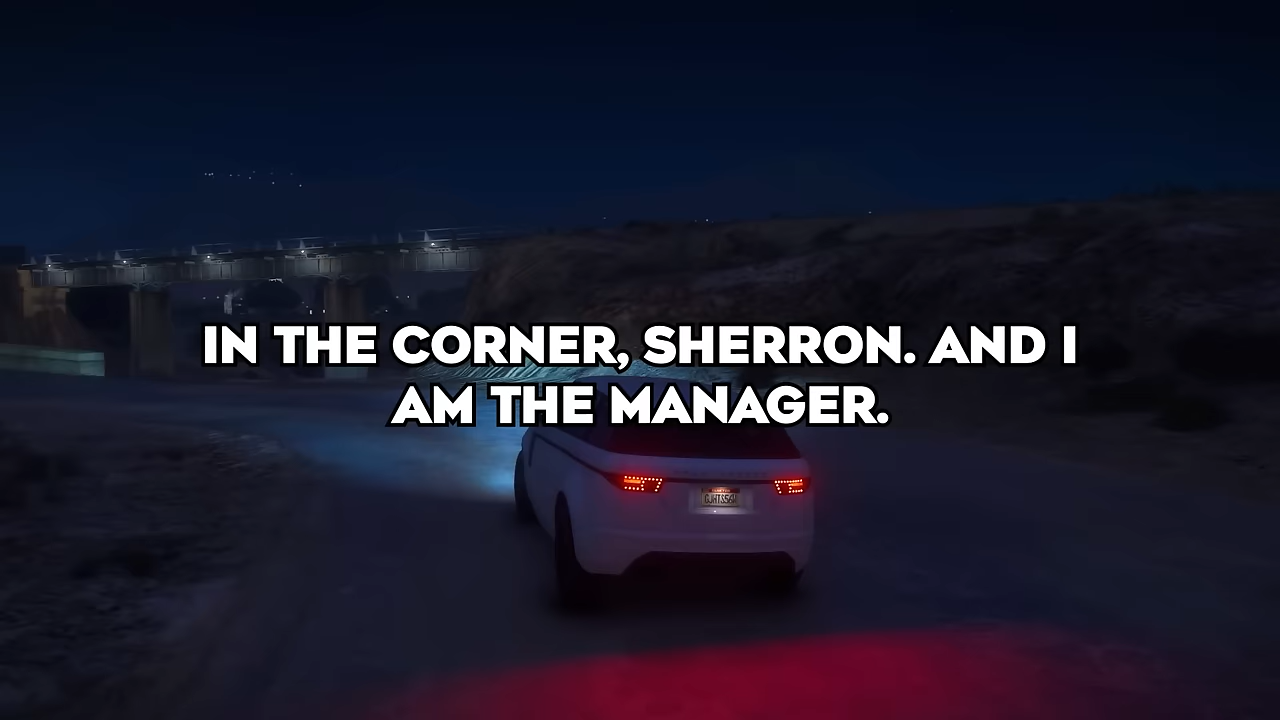 IN THE CORNER, SHERRON. AND I
AM THE MANAGER.